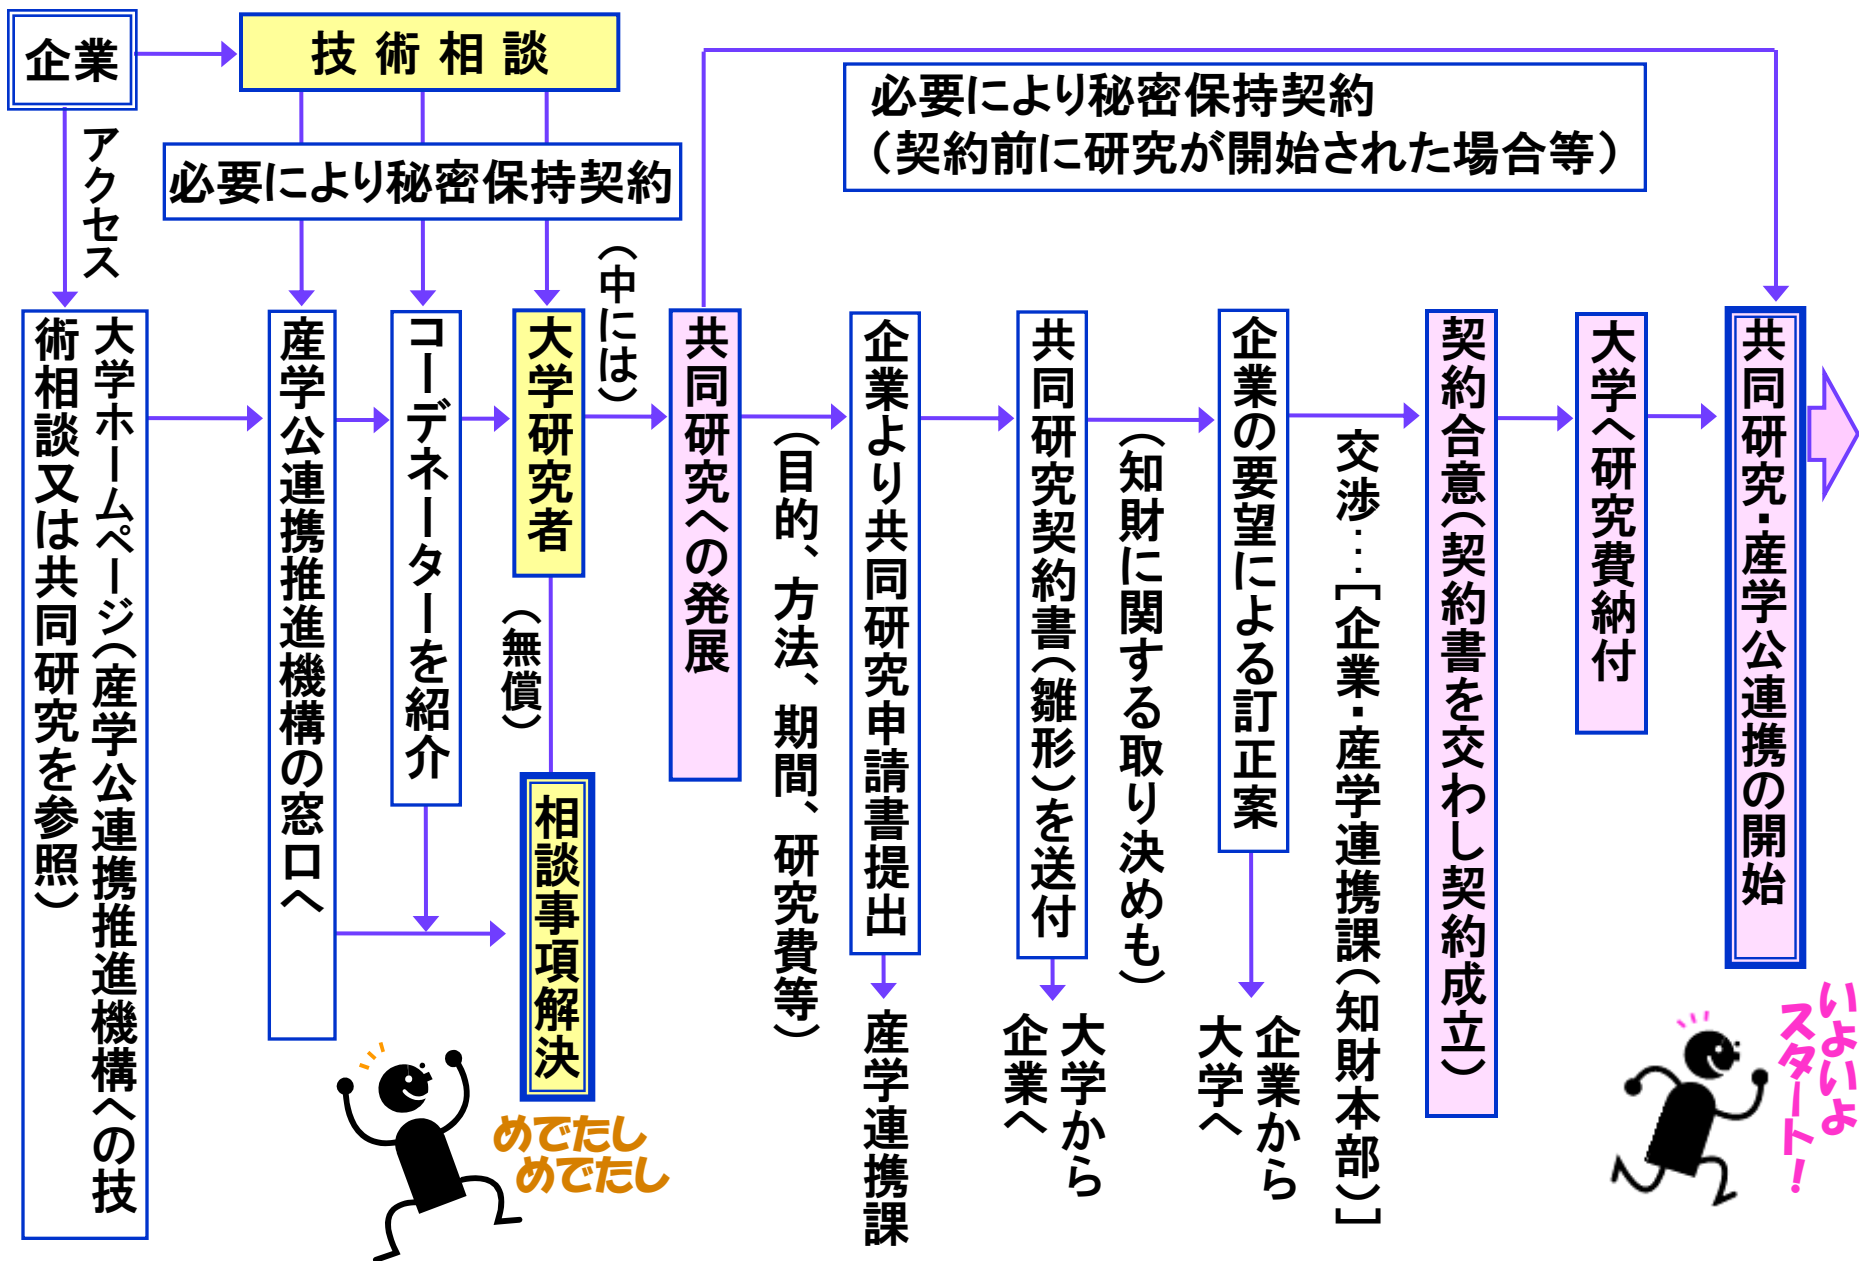 企業
技術相談
必要により秘密保持契約
（契約前に研究が開始された場合等）
アクセス
必要により秘密保持契約
大学ホームページ（産学公連携推進機構への技
術相談又は共同研究を参照）
産学公連携推進機構の窓口へ
コーデネーターを紹介
大学研究者
（中には）
（無償）
相談事項解決
めでたし
めでたし
共同研究への発展
（目的、方法、期間、研究費等）
企業より共同研究申請書提出
産学連携課
共同研究契約書（雛形）を送付
大学から
企業へ
（知財に関する取り決めも）
企業の要望による訂正案
企業から
大学へ
交渉…［企業・産学連携課（知財本部）］
契約合意（契約書を交わし契約成立）
大学へ研究費納付
共同研究・産学公連携の開始
いよいよ
スタート！